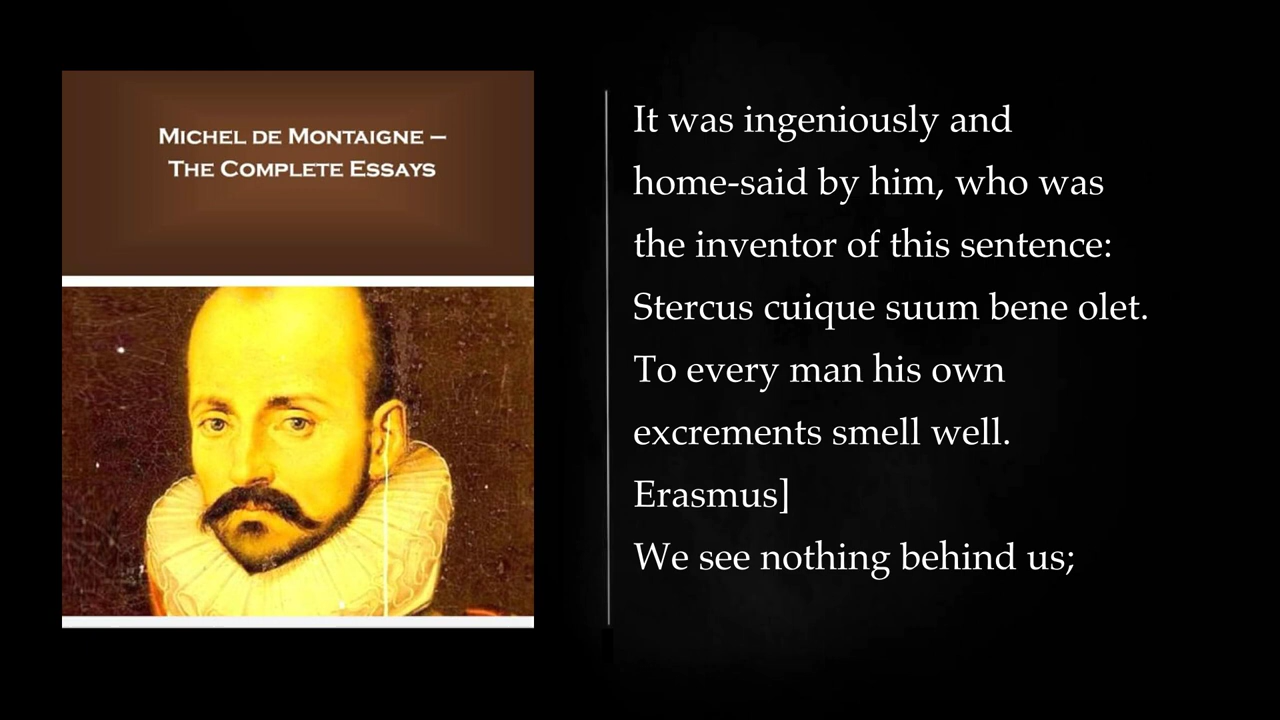 MICHEL DE MONTAIGNE –
THE COMPLETE ESSAYS
It was ingeniously and
home-said by him, who was
the inventor of this sentence:
Stercus cuique suum bene olet.
To every man his own
excrements smell well.
Erasmus]
We see nothing behind us;